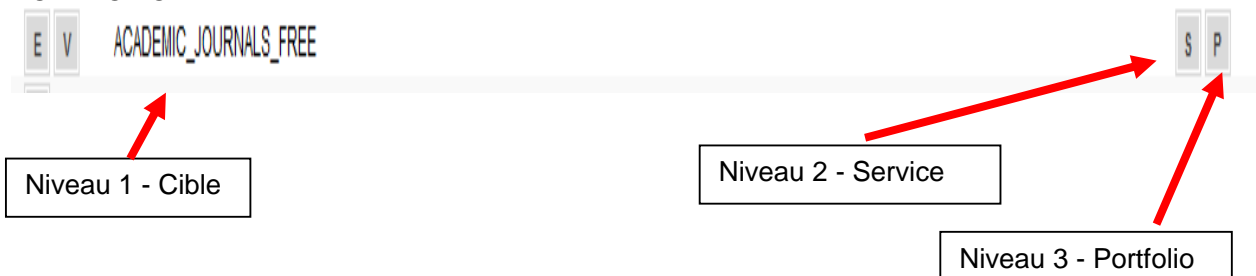 E V ACADEMIC_JOURNALS_FREE S P
Niveau 1 - Cible
Niveau 2 - Service
Niveau 3 - Portfolio